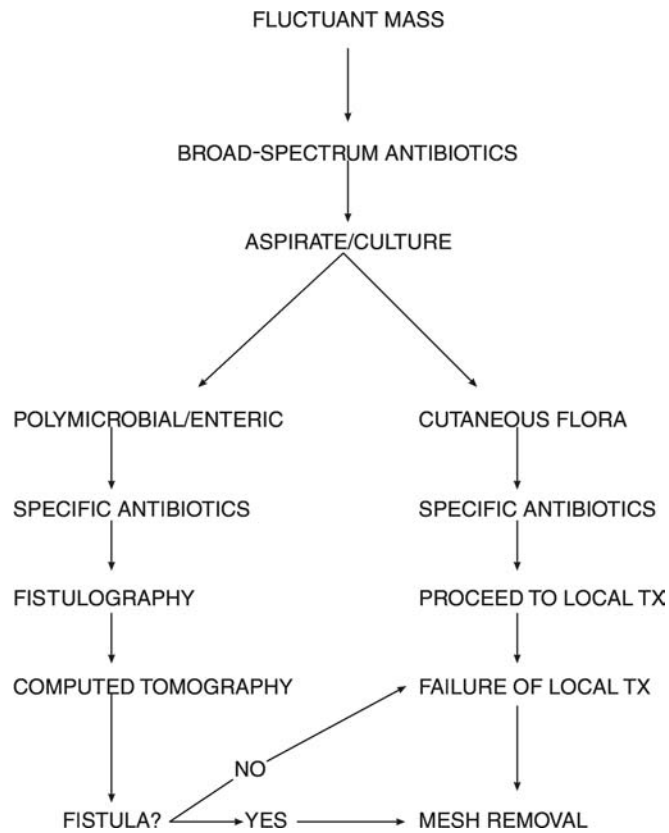 FLUCTUANT MASS
BROAD-SPECTRUM ANTIBIOTICS
ASPIRATE/CULTURE
POLYMICROBIAL/ENTERIC
CUTANEOUS FLORA
SPECIFIC ANTIBIOTICS
SPECIFIC ANTIBIOTICS
FISTULOGRAPHY
PROCEED TO LOCAL TX
COMPUTED TOMOGRAPHY
FAILURE OF LOCAL TX
NO
FISTULA?
YES
MESH REMOVAL